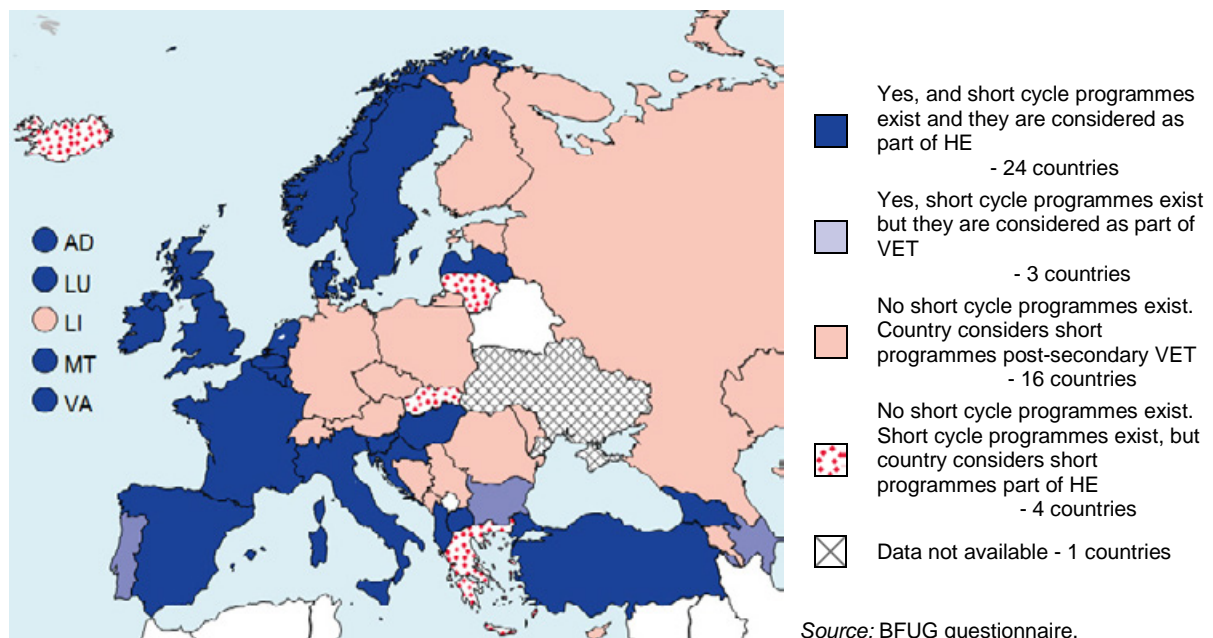 AD
LU
LI
MT
VA
Yes, and short cycle programmes
exist and they are considered as
part of HE
- 24 countries
Yes, short cycle programmes exist
but they are considered as part of
VET
- 3 countries
No short cycle programmes exist.
Country considers short
programmes post-secondary VET
- 16 countries
No short cycle programmes exist.
Short cycle programmes exist, but
country considers short
programmes part of HE
- 4 countries
Data not available - 1 countries
Source: BFUG questionnaire.